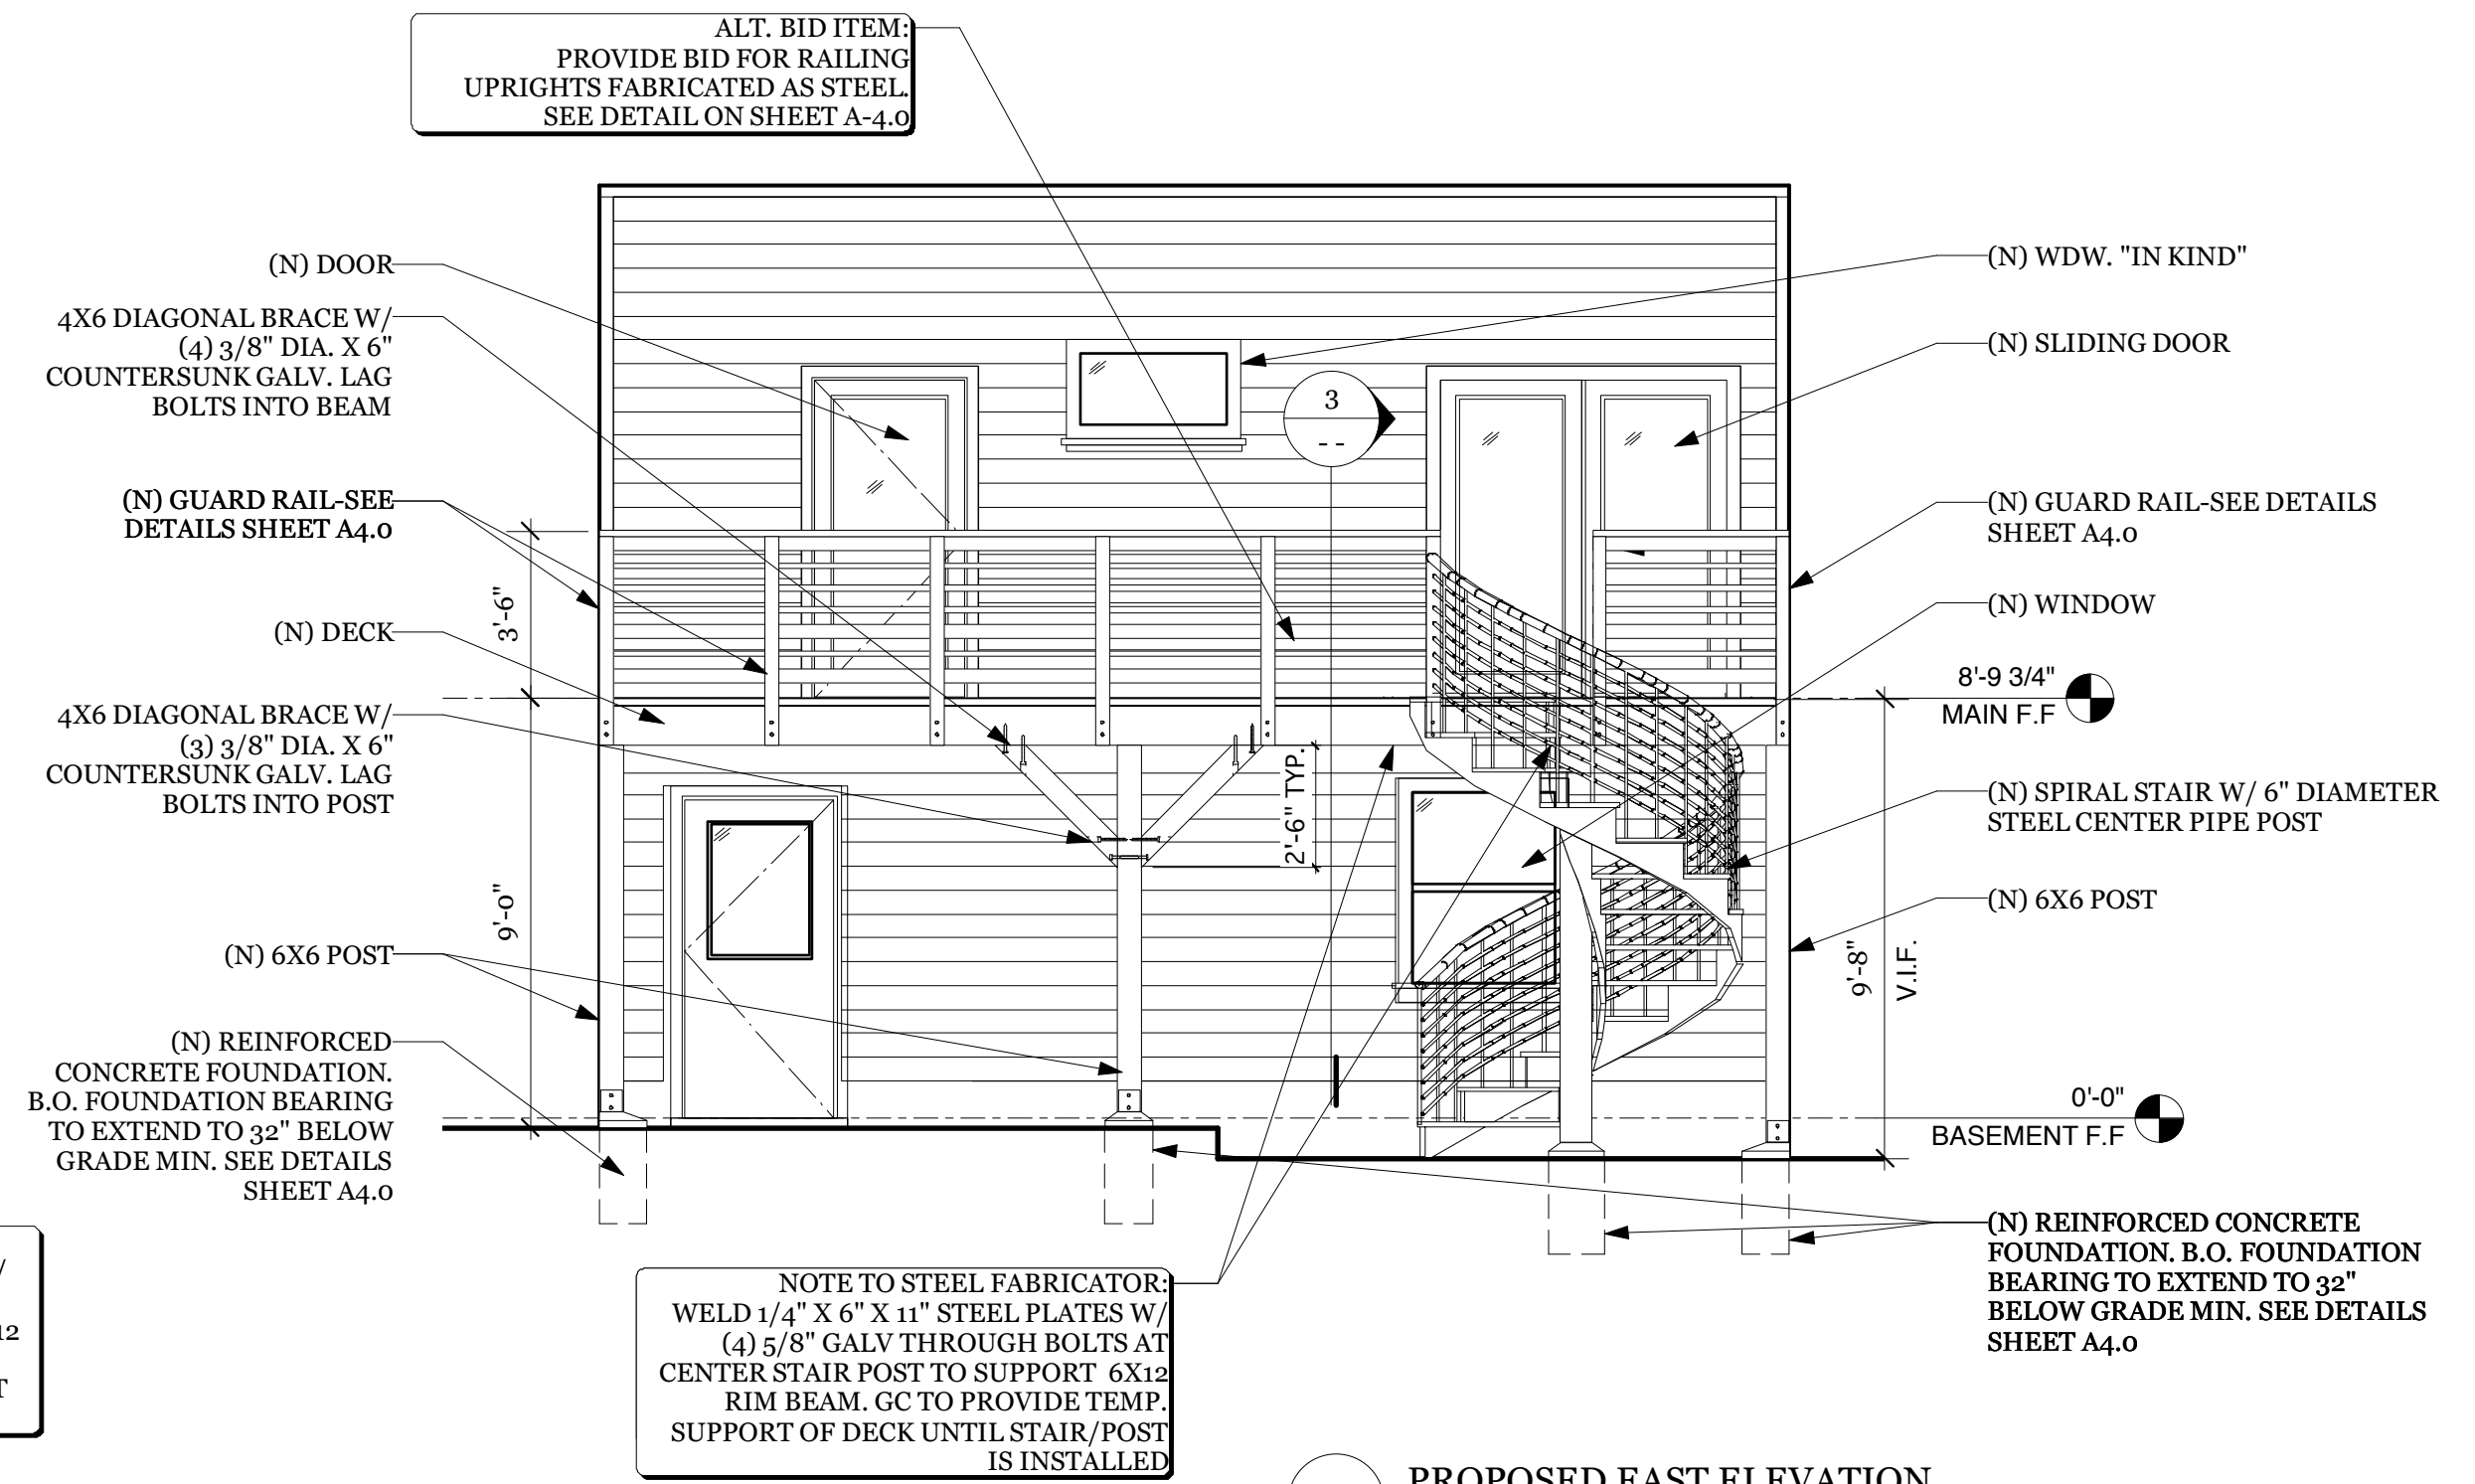 ALT. BID ITEM:
PROVIDE BID FOR RAILING
UPRIGHTS FABRICATED AS STEEL.
SEE DETAIL ON SHEET A-4.0
(N) DOOR
4X6 DIAGONAL BRACE W/
(4) 3/8" DIA. X 6"
COUNTERSUNK GALV. LAG
BOLTS INTO BEAM
(N) GUARD RAIL-SEE
DETAILS SHEET A4.0
(N) DECK
4X6 DIAGONAL BRACE W/
(3) 3/8" DIA. X 6"
COUNTERSUNK GALV. LAG
BOLTS INTO POST
(N) 6X6 POST
(N) REINFORCED
CONCRETE FOUNDATION.
B.O. FOUNDATION BEARING
TO EXTEND TO 32" BELOW
GRADE MIN. SEE DETAILS
SHEET A4.0
3'-6"
9'-0"
3
--
2'-6" TYP.
(N) WDW. "IN KIND"
(N) SLIDING DOOR
(N) GUARD RAIL-SEE DETAILS
SHEET A4.0
(N) WINDOW
8'-9 3/4"
MAIN F.F
(N) SPIRAL STAIR W/ 6" DIAMETER
STEEL CENTER PIPE POST
(N) 6X6 POST
9'-8"
V.I.F.
0'-0"
BASEMENT F.F
(N) REINFORCED CONCRETE
FOUNDATION. B.O. FOUNDATION
BEARING TO EXTEND TO 32"
BELOW GRADE MIN. SEE DETAILS
SHEET A4.0
NOTE TO STEEL FABRICATOR:
WELD 1/4" X 6" X 11" STEEL PLATES W/
(4) 5/8" GALV THROUGH BOLTS AT
CENTER STAIR POST TO SUPPORT 6X12
RIM BEAM. GC TO PROVIDE TEMP.
SUPPORT OF DECK UNTIL STAIR/POST
IS INSTALLED
PROPOSED EAST ELEVATION